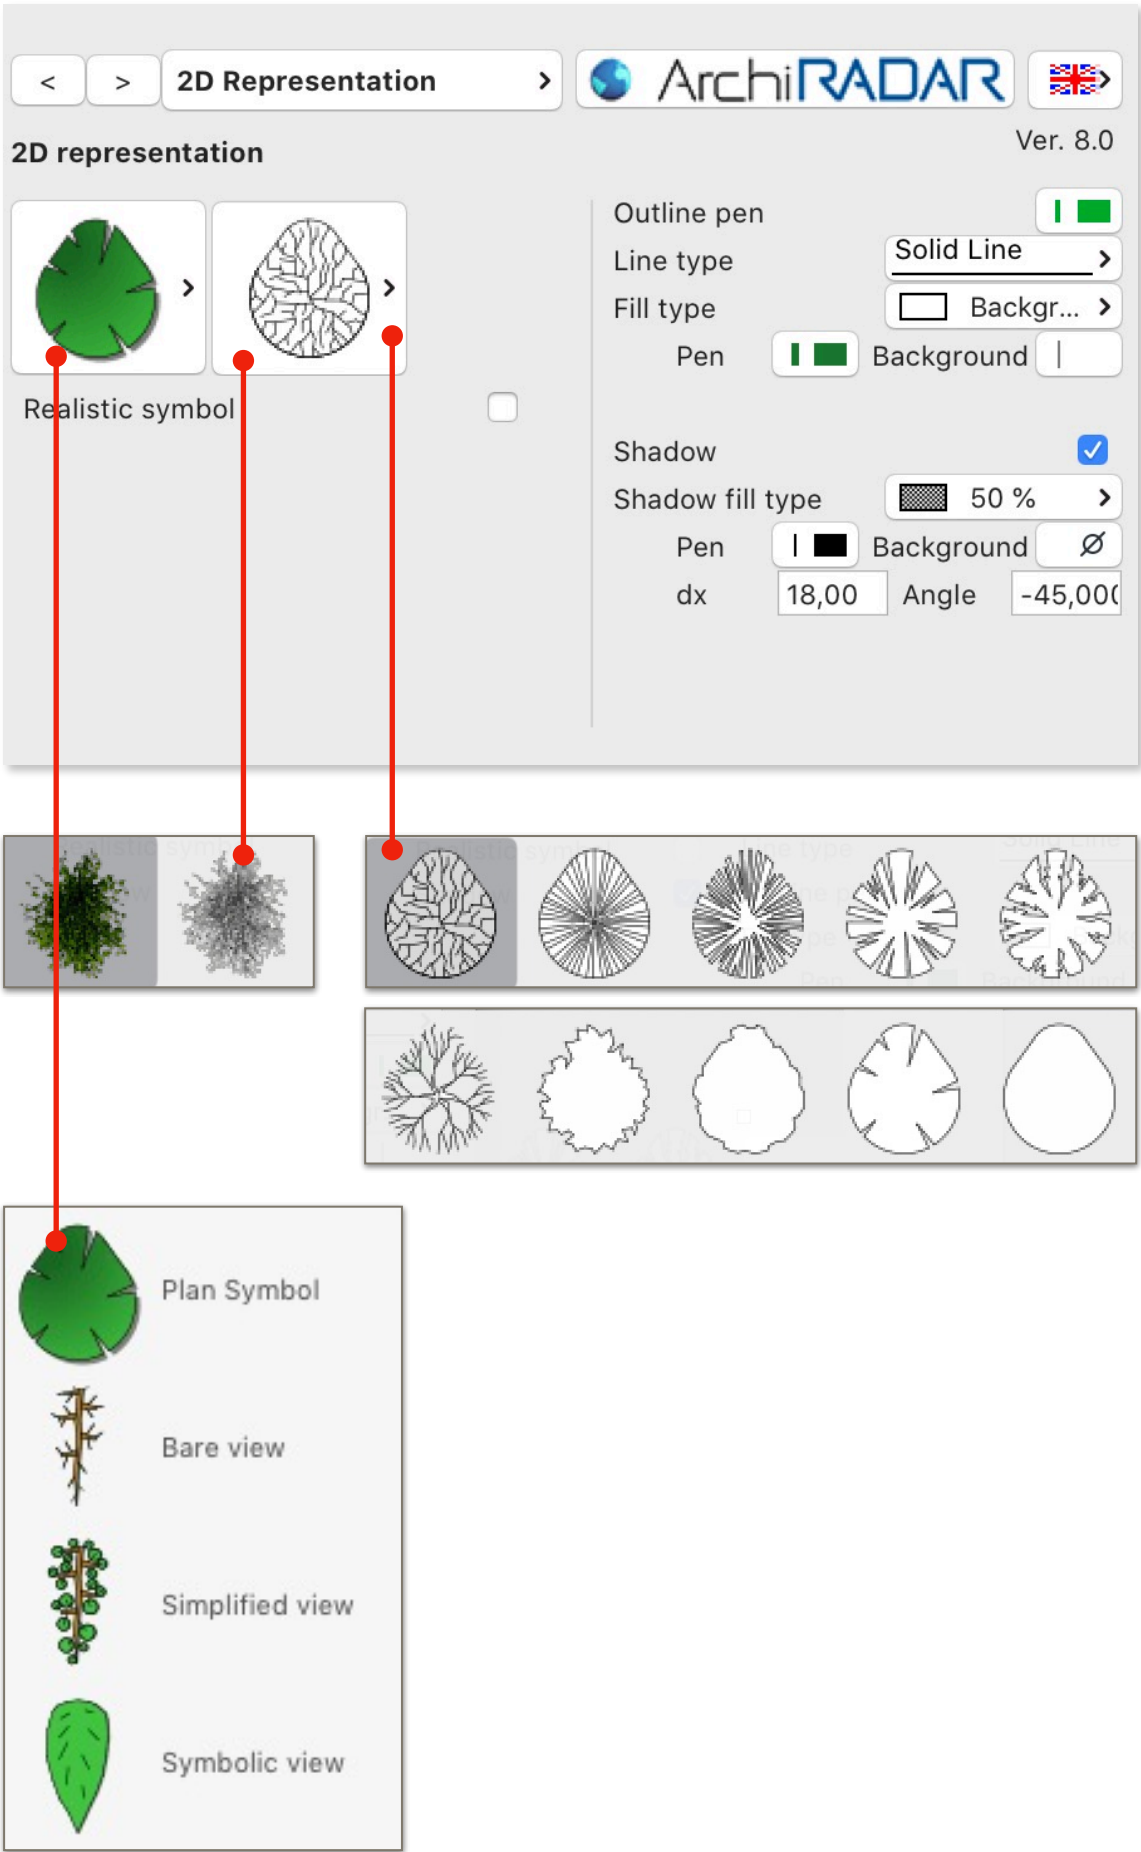 <
>
2D Representation
>
ArchiRADAR
>
2D representation
Ver. 8.0
>
>
Realistic symbol
Outline pen
Line type
Solid Line
>
Fill type
Backgr...
>
Pen
Background
Shadow
Shadow fill type
50 %
>
Pen
Background
dx
18,00
Angle
-45,00
Plan Symbol
Bare view
Simplified view
Symbolic view